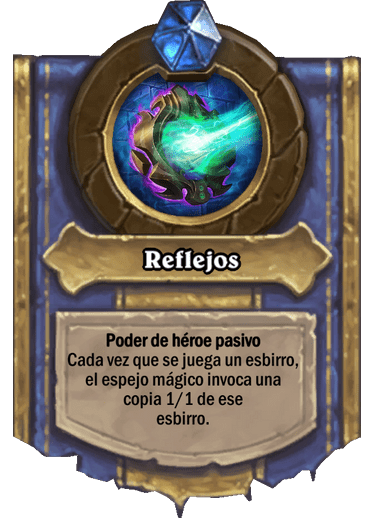 Reflejos
Poder de héroe pasivo
Cada vez que se juega un esbirro,
el espejo mágico invoca una
copia 1/1 de ese
esbirro.